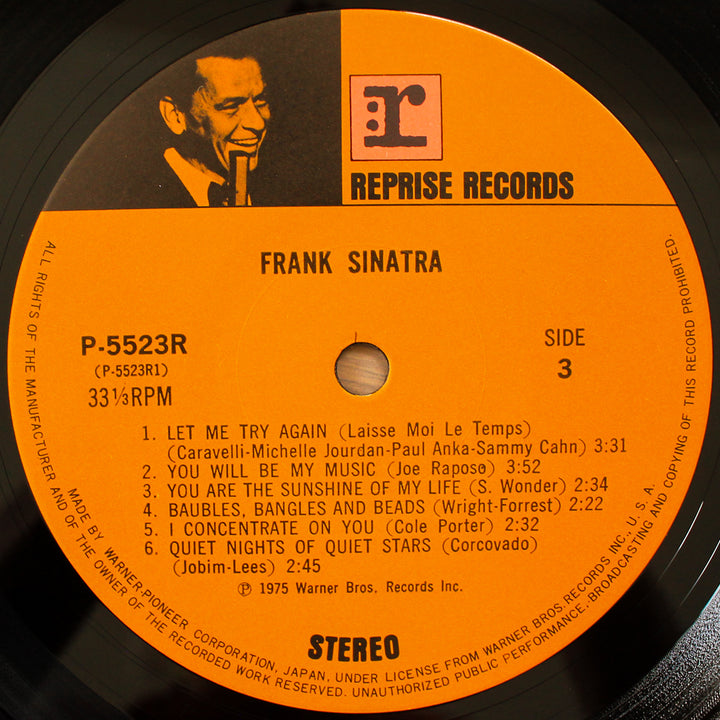 r
REPRISE RECORDS
FRANK SINATRA
P-5523R
(P-5523R1)
33⅓RPM
SIDE
3
1. LET ME TRY AGAIN (Laisse Moi Le Temps)
(Caravelli-Michelle Jourdan-Paul Anka-Sammy Cahn) 3:31
2. YOU WILL BE MY MUSIC (Joe Raposo) 3:52
3. YOU ARE THE SUNSHINE OF MY LIFE (S. Wonder) 2:34
4. BAUBLES, BANGLES AND BEADS (Wright-Forrest) 2:22
5. I CONCENTRATE ON YOU (Cole Porter) 2:32
6. QUIET NIGHTS OF QUIET STARS (Corcovado)
(Jobim-Lees) 2:45
Ⓟ 1975 Warner Bros. Records Inc.
STEREO
MADE BY WARNER-PIONEER CORPORATION, JAPAN, UNDER LICENSE FROM WARNER BROS. RECORDS INC., U.S.A.
ALL RIGHTS OF THE MANUFACTURER AND OF THE OWNER OF THE RECORDED WORK RESERVED. UNAUTHORIZED PUBLIC PERFORMANCE, BROADCASTING AND COPYING OF THIS RECORD PROHIBITED.